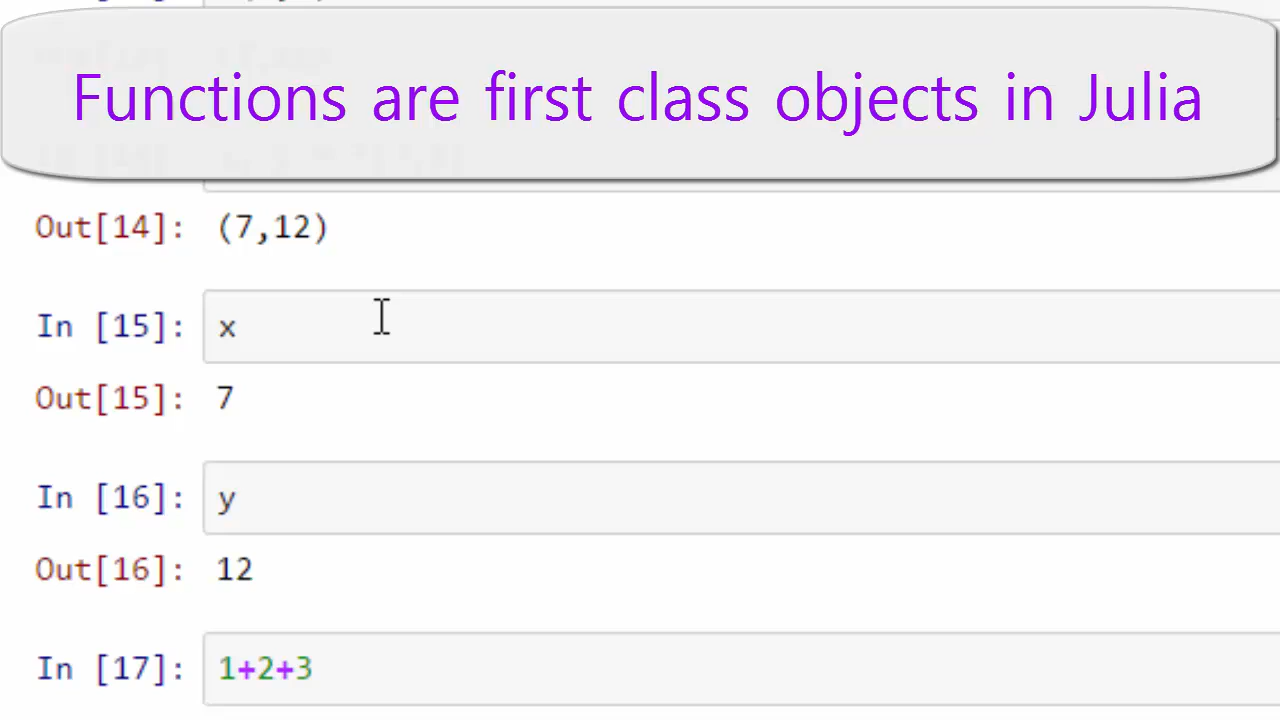 Functions are first class objects in Julia
Out[14]: (7,12)
In [15]: x
Out[15]: 7
In [16]: y
Out[16]: 12
In [17]: 1+2+3